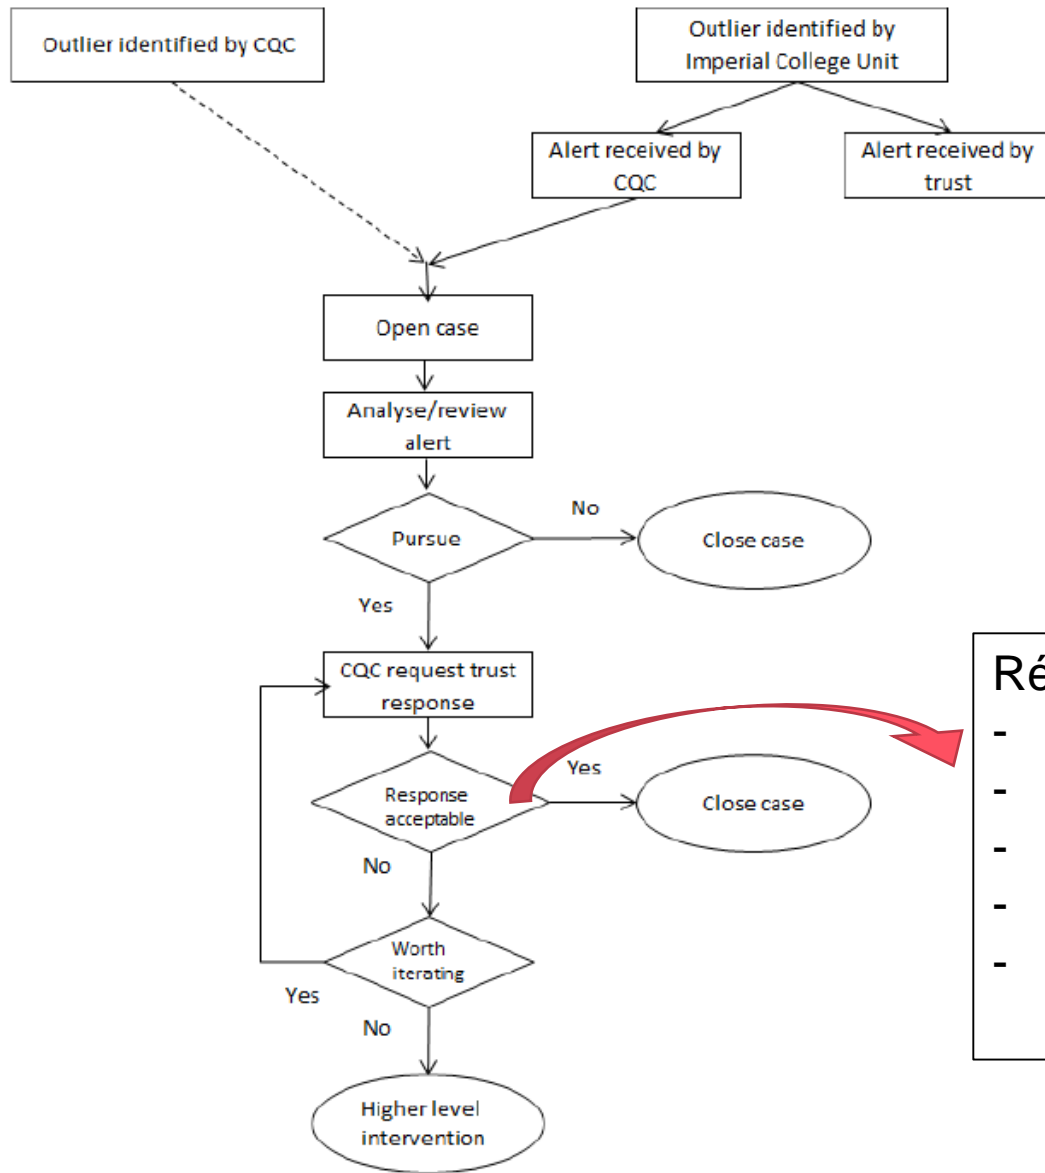 Outlier identified by CQC
Outlier identified by
Imperial College Unit
Alert received by
CQC
Alert received by
trust
Open case
Analyse/review
alert
Pursue
No
Close case
Yes
CQC request trust
response
Ré
-
-
-
-
-
Response
acceptable
Yes
Close case
No
Worth
iterating
Yes
No
Higher level
intervention